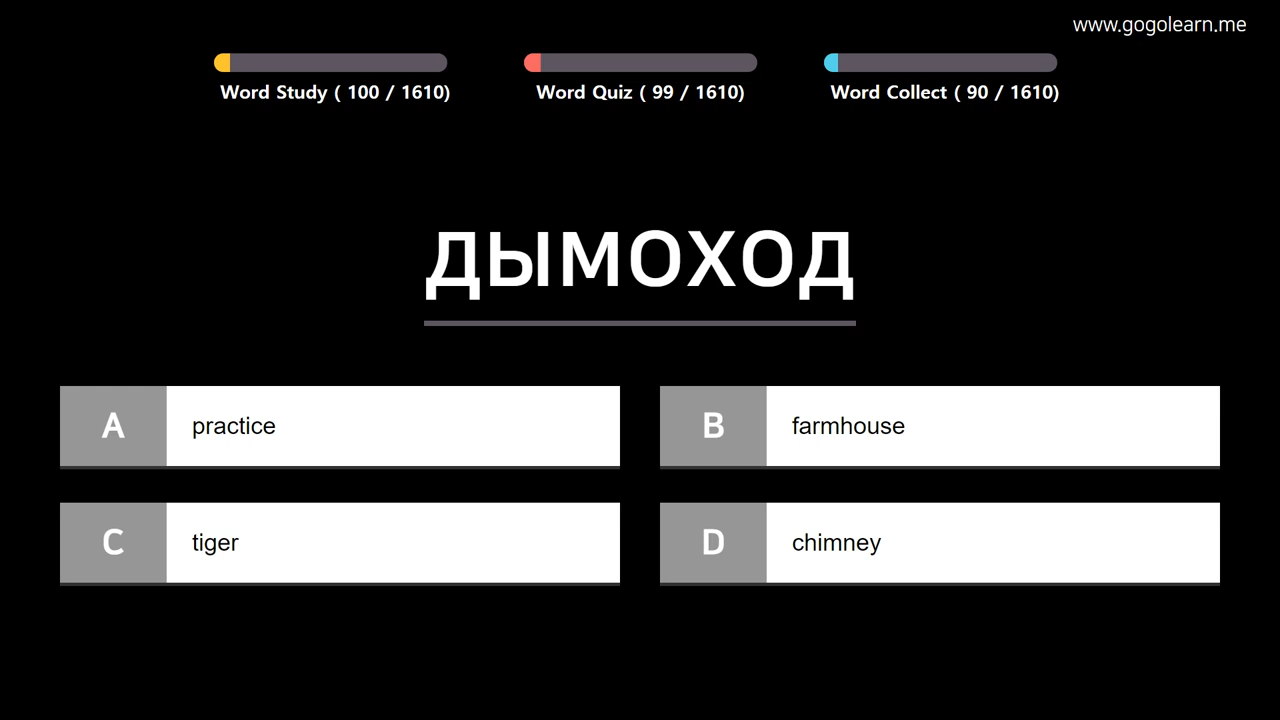 www.gogolearn.me
Word Study ( 100 / 1610)
Word Quiz ( 99 / 1610)
Word Collect ( 90 / 1610)
ДЫМОХОД
A practice
B farmhouse
C tiger
D chimney